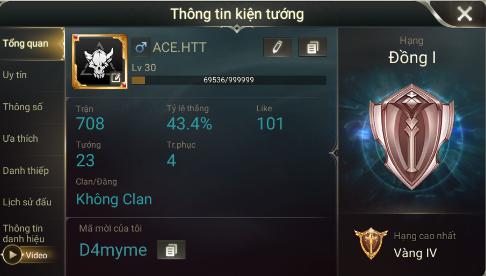 Thông tin kiện tướng
Tổng quan
Uy tín
Thông số
Ưa thích
Danh thiếp
Lịch sử đấu
Thông tin
danh hiệu
Video
ACE.HTT
Lv 30
69536/999999
Trận
708
Tỷ lệ thắng
43.4%
Like
101
Tướng
23
Tr.phục
4
Clan/Đảng
Không Clan
Mã mời của tôi
D4myme
Hạng
Đồng I
Hạng cao nhất
Vàng IV